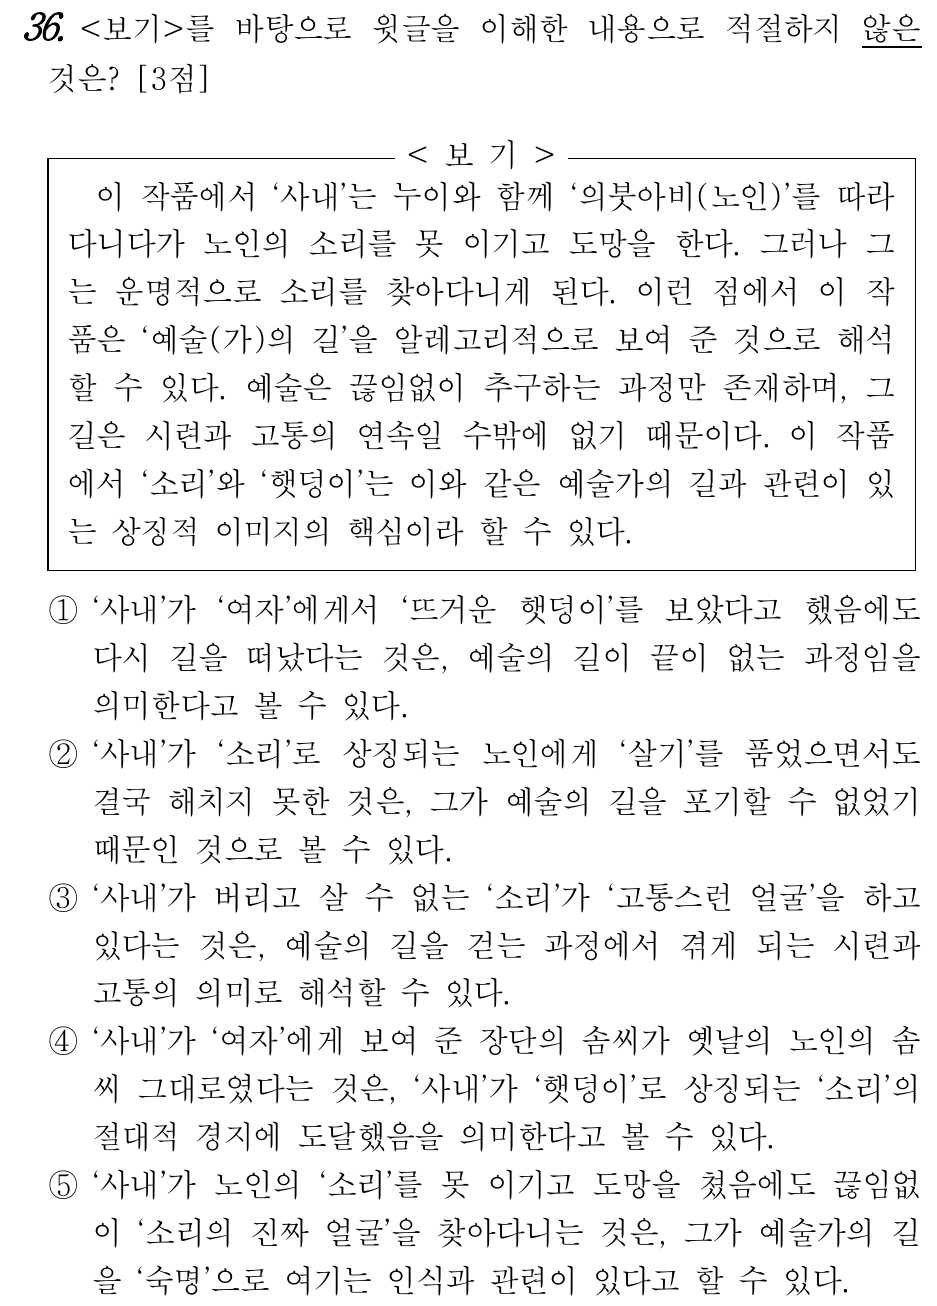 36. <보기>를 바탕으로 윗글을 이해한 내용으로 적절하지 않은
것은? [3점]
< 보 기 >
이 작품에서 ‘사내’는 누이와 함께 ‘의붓아비(노인)’를 따라
다니다가 노인의 소리를 못 이기고 도망을 한다. 그러나 그
는 운명적으로 소리를 찾아다니게 된다. 이런 점에서 이 작
품은 ‘예술(가)의 길’을 알레고리적으로 보여 준 것으로 해석
할 수 있다. 예술은 끊임없이 추구하는 과정만 존재하며, 그
길은 시련과 고통의 연속일 수밖에 없기 때문이다. 이 작품
에서 ‘소리’와 ‘햇덩이’는 이와 같은 예술가의 길과 관련이 있
는 상징적 이미지의 핵심이라 할 수 있다.
① ‘사내’가 ‘여자’에게서 ‘뜨거운 햇덩이’를 보았다고 했음에도
다시 길을 떠났다는 것은, 예술의 길이 끝이 없는 과정임을
의미한다고 볼 수 있다.
② ‘사내’가 ‘소리’로 상징되는 노인에게 ‘살기’를 품었으면서도
결국 해치지 못한 것은, 그가 예술의 길을 포기할 수 없었기
때문인 것으로 볼 수 있다.
③ ‘사내’가 버리고 살 수 없는 ‘소리’가 ‘고통스런 얼굴’을 하고
있다는 것은, 예술의 길을 걷는 과정에서 겪게 되는 시련과
고통의 의미로 해석할 수 있다.
④ ‘사내’가 ‘여자’에게 보여 준 장단의 솜씨가 옛날의 노인의 솜
씨 그대로였다는 것은, ‘사내’가 ‘햇덩이’로 상징되는 ‘소리’의
절대적 경지에 도달했음을 의미한다고 볼 수 있다.
⑤ ‘사내’가 노인의 ‘소리’를 못 이기고 도망을 쳤음에도 끊임없
이 ‘소리의 진짜 얼굴’을 찾아다니는 것은, 그가 예술가의 길
을 ‘숙명’으로 여기는 인식과 관련이 있다고 할 수 있다.